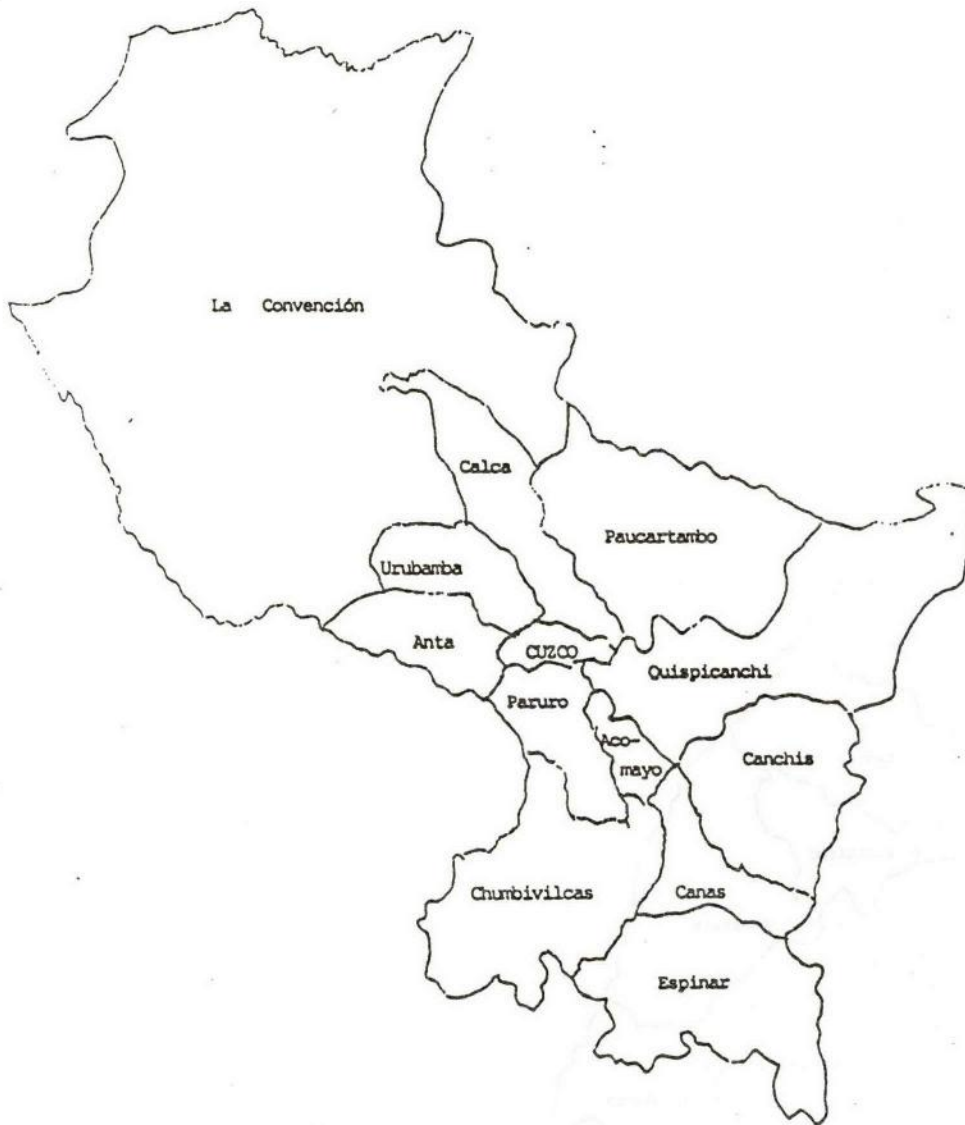 La Convención
Calca
Paucartambo
Urubamba
Anta
CUZCO
Quispicanchi
Paruro
Aco-
mayo
Canchis
Chumbivilcas
Canas
Espinar